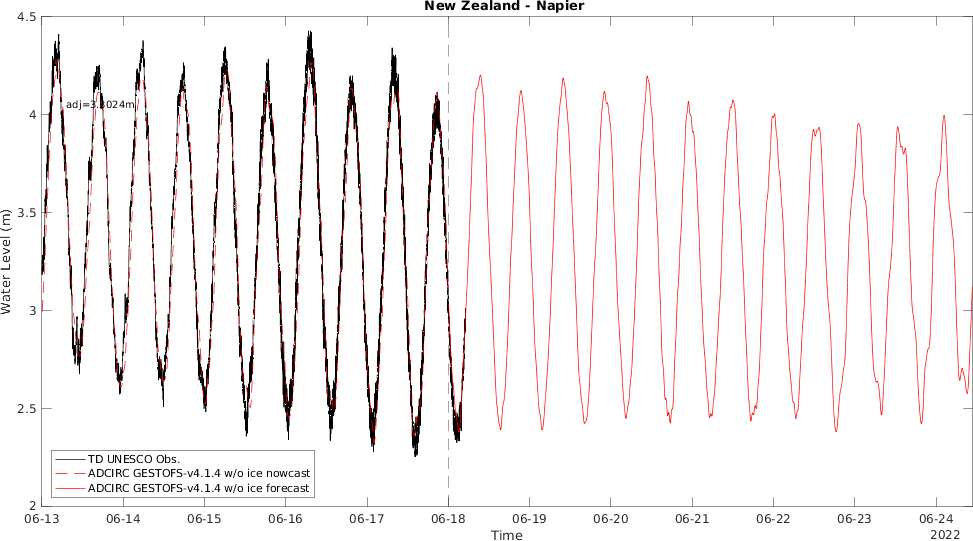 New Zealand - Napier
4.5
4
3.5
3
2.5
2
Water Level (m)
TD UNESCO Obs.
ADCIRC GESTOFS-v4.1.4 w/o ice nowcast
ADCIRC GESTOFS-v4.1.4 w/o ice forecast
06-13 06-14 06-15 06-16 06-17 06-18 06-19 06-20 06-21 06-22 06-23 06-24
Time
2022